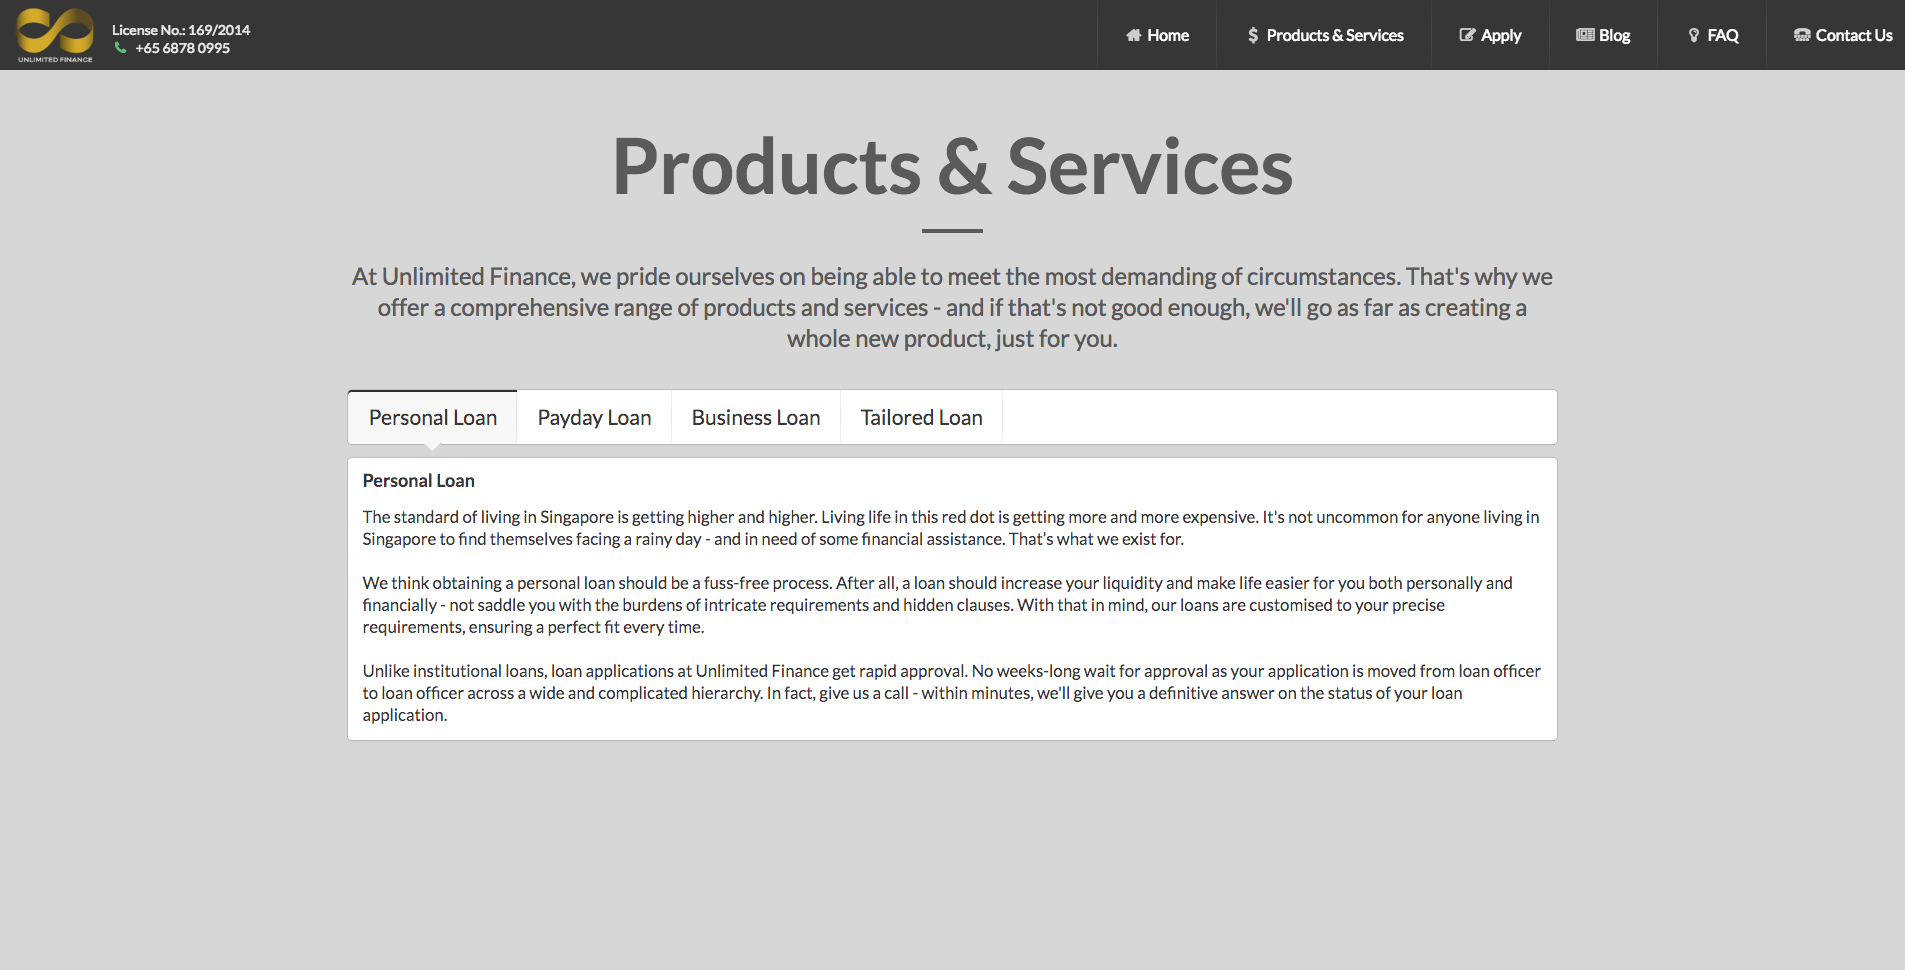 UNLIMITED FINANCE
License No.: 169/2014
+65 6878 0995
Home
Products & Services
Apply
Blog
FAQ
Contact Us
Products & Services
At Unlimited Finance, we pride ourselves on being able to meet the most demanding of circumstances. That's why we
offer a comprehensive range of products and services - and if that's not good enough, we'll go as far as creating a
whole new product, just for you.
Personal Loan
Payday Loan
Business Loan
Tailored Loan
Personal Loan
The standard of living in Singapore is getting higher and higher. Living life in this red dot is getting more and more expensive. It's not uncommon for anyone living in
Singapore to find themselves facing a rainy day - and in need of some financial assistance. That’s what we exist for.
We think obtaining a personal loan should be a fuss-free process. After all, a loan should increase your liquidity and make life easier for you both personally and
financially - not saddle you with the burdens of intricate requirements and hidden clauses. With that in mind, our loans are customised to your precise
requirements, ensuring a perfect fit every time.
Unlike institutional loans, loan applications at Unlimited Finance get rapid approval. No weeks-long wait for approval as your application is moved from loan officer
to loan officer across a wide and complicated hierarchy. In fact, give us a call - within minutes, we'll give you a definitive answer on the status of your loan
application.